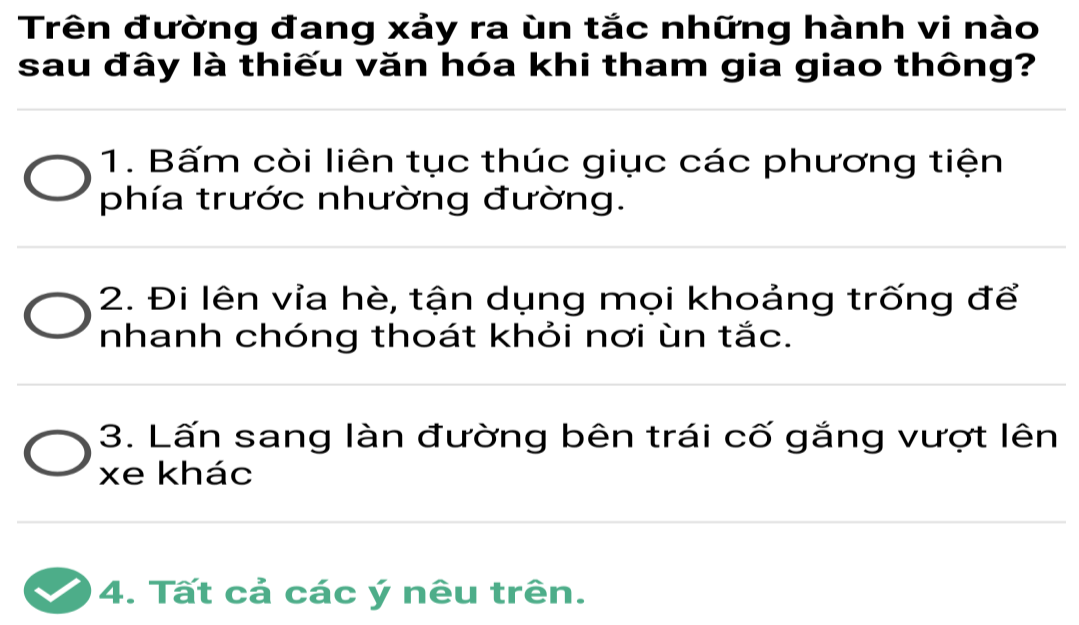 Trên đường đang xảy ra ùn tắc những hành vi nào
sau đây là thiếu văn hóa khi tham gia giao thông?
1. Bấm còi liên tục thúc giục các phương tiện
phía trước nhường đường.
2. Đi lên vỉa hè, tận dụng mọi khoảng trống để
nhanh chóng thoát khỏi nơi ùn tắc.
3. Lấn sang làn đường bên trái cố gắng vượt lên
xe khác
4. Tất cả các ý nêu trên.